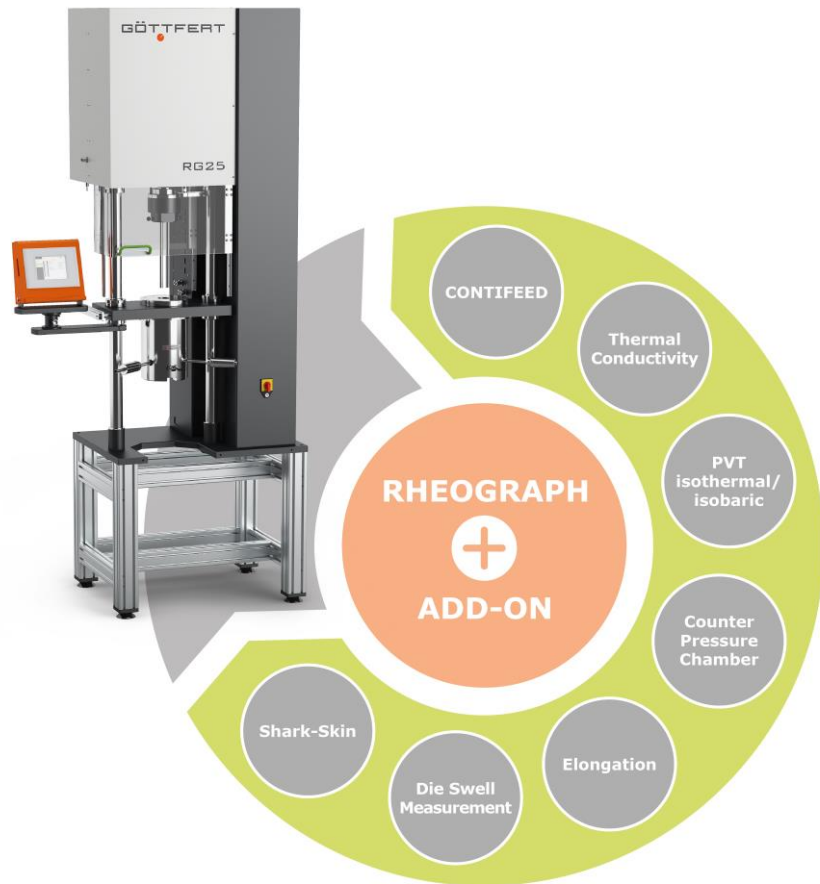 GÖTTFERT
RG25
CONTIFEED
Thermal
Conductivity
PVT
isothermal/
isobaric
RHEOGRAPH
ADD-ON
Counter
Pressure
Chamber
Elongation
Die Swell
Measurement
Shark-Skin